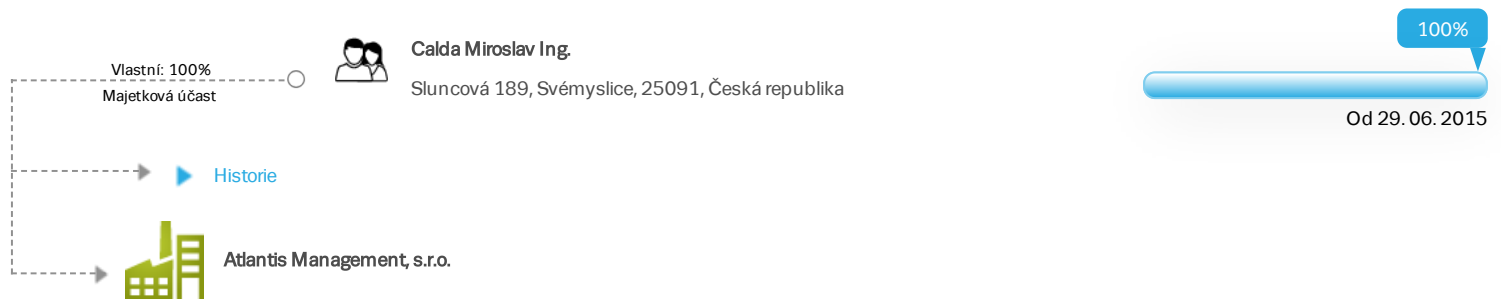 100%
Calda Miroslav Ing.
Vlastní: 100%
Majetková účast
Sluncová 189, Svémyslice, 25091, Česká republika
Od 29. 06. 2015
Historie
Atlantis Management, s.r.o.